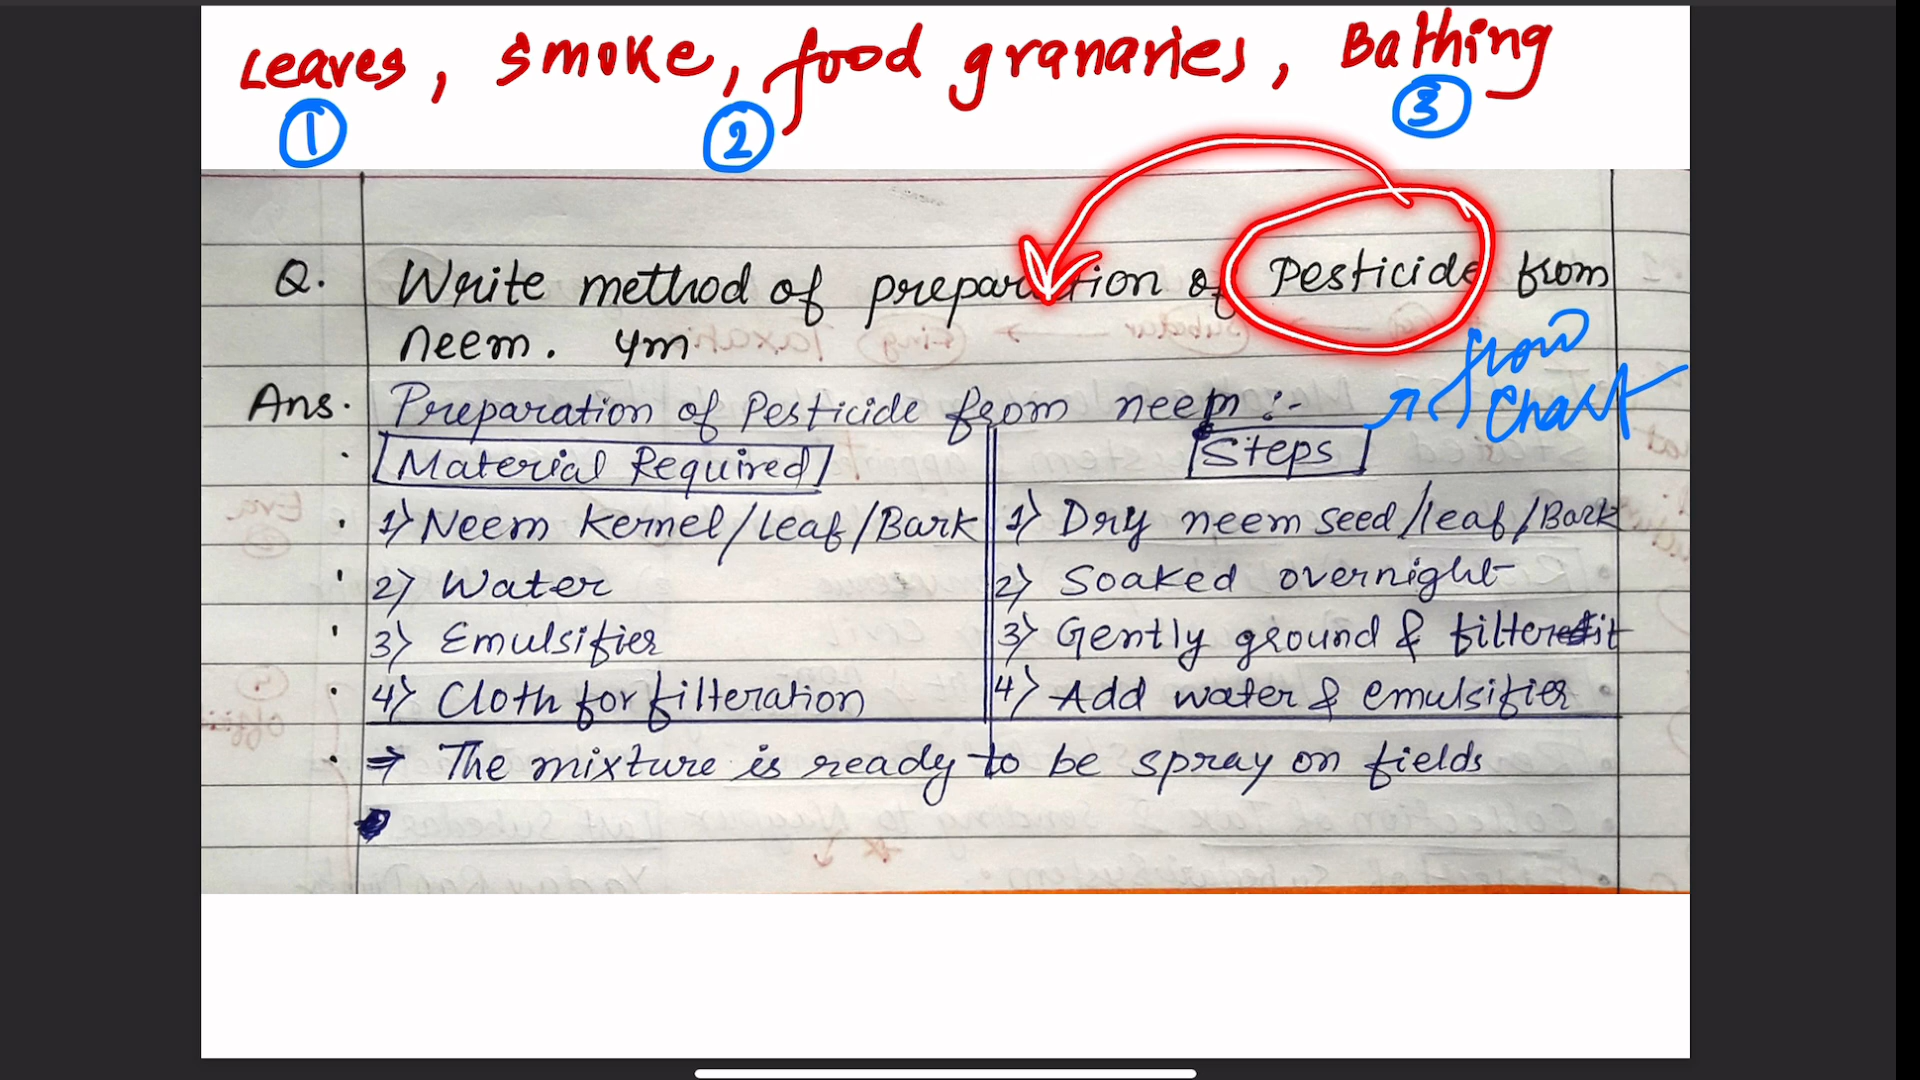 Leaves, smoke, food granaries, Bathing
1 2 3
Q. Write method of preparation of Pesticide from
neem. 4m
flow
chart
Ans. Preparation of Pesticide from neem :-
Material Required Steps
1) Neem Kernel/Leaf/Bark 1) Dry neem seed/leaf/Bark
2) Water 2) Soaked overnight
3) Emulsifier 3) Gently ground & filter it
4) Cloth for filteration 4) Add water & emulsifier
⇒ The mixture is ready to be spray on fields